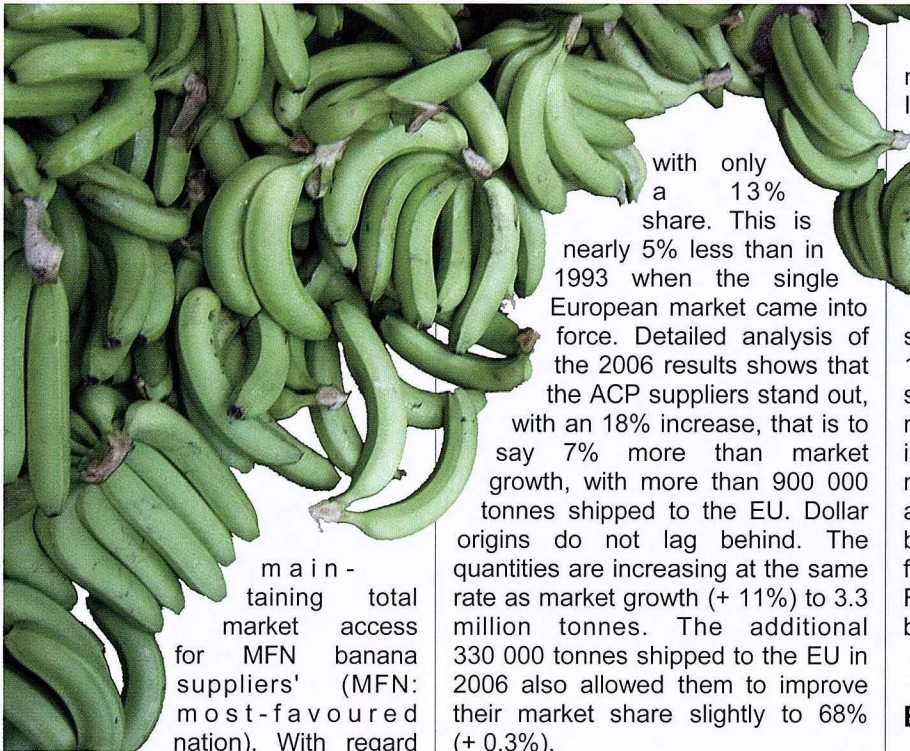 main-
taining total
market access
for MFN banana
suppliers' (MFN:
most-favoured
nation). With regard
with only
a 13%
share. This is
nearly 5% less than in
1993 when the single
European market came into
force. Detailed analysis of
the 2006 results shows that
the ACP suppliers stand out,
with an 18% increase, that is to
say 7% more than market
growth, with more than 900 000
tonnes shipped to the EU. Dollar
origins do not lag behind. The
quantities are increasing at the same
rate as market growth (+ 11%) to 3.3
million tonnes. The additional
330 000 tonnes shipped to the EU in
2006 also allowed them to improve
their market share slightly to 68%
(+ 0.3%).